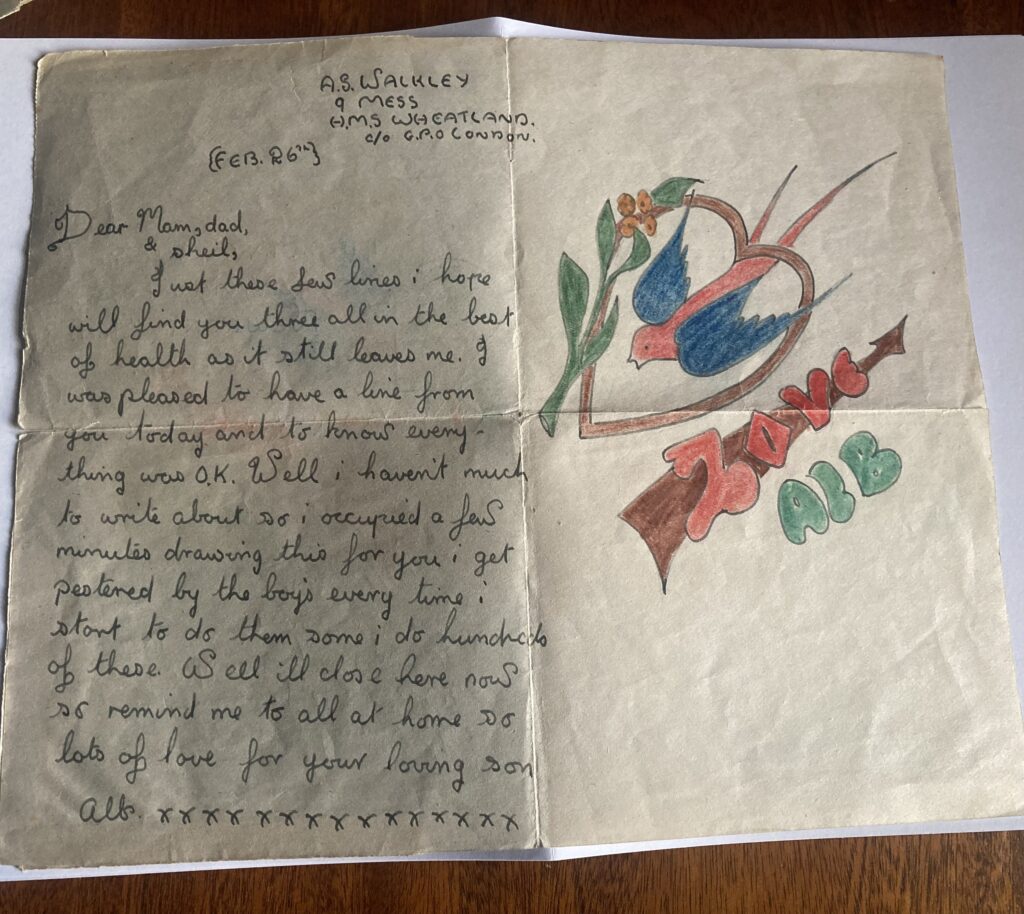 A.S. WALKLEY
9 MESS
H.M.S WHEATLAND.
c/o G.P.O LONDON.
{FEB. 26th}
Dear Mam, dad,
& sheil,
Just these few lines i hope
will find you three all in the best
of health as it still leaves me. I
was pleased to have a line from
you today and to know every-
thing was O.K. Well i haven't much
to write about so i occupied a few
minutes drawing this for you i get
pestered by the boys every time i
start to do them some i do hundreds
of these. Well ill close here now
so remind me to all at home so
lots of love for your loving son
Alb. xxxxxxxxxxxxxxx
Love
AlB